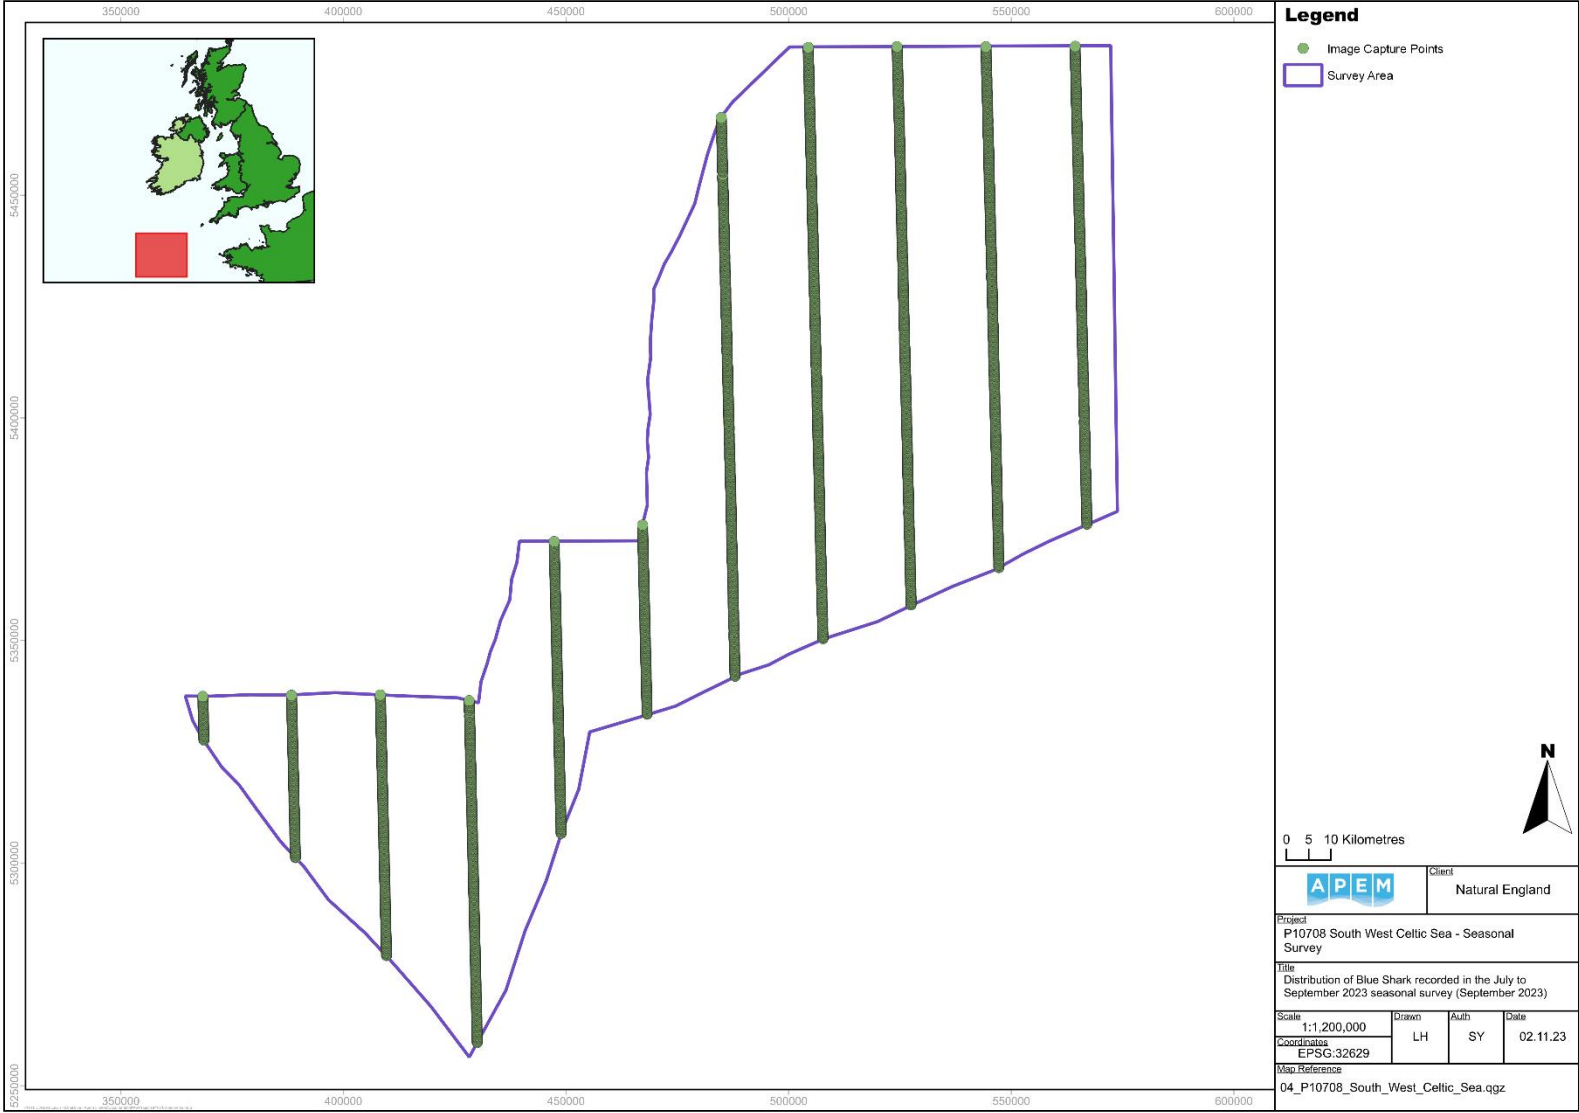 350000 400000 450000 500000 550000 600000
5450000
5400000
5350000
5300000
5250000
350000 400000 450000 500000 550000 600000
Legend
Image Capture Points
Survey Area
N
0 5 10 Kilometres
APEM
Client
Natural England
Project
P10708 South West Celtic Sea - Seasonal
Survey
Title
Distribution of Blue Shark recorded in the July to
September 2023 seasonal survey (September 2023)
Scale
1:1,200,000
Coordinates
EPSG:32629
Drawn
LH
Auth
SY
Date
02.11.23
Map Reference
04_P10708_South_West_Celtic_Sea.qgz